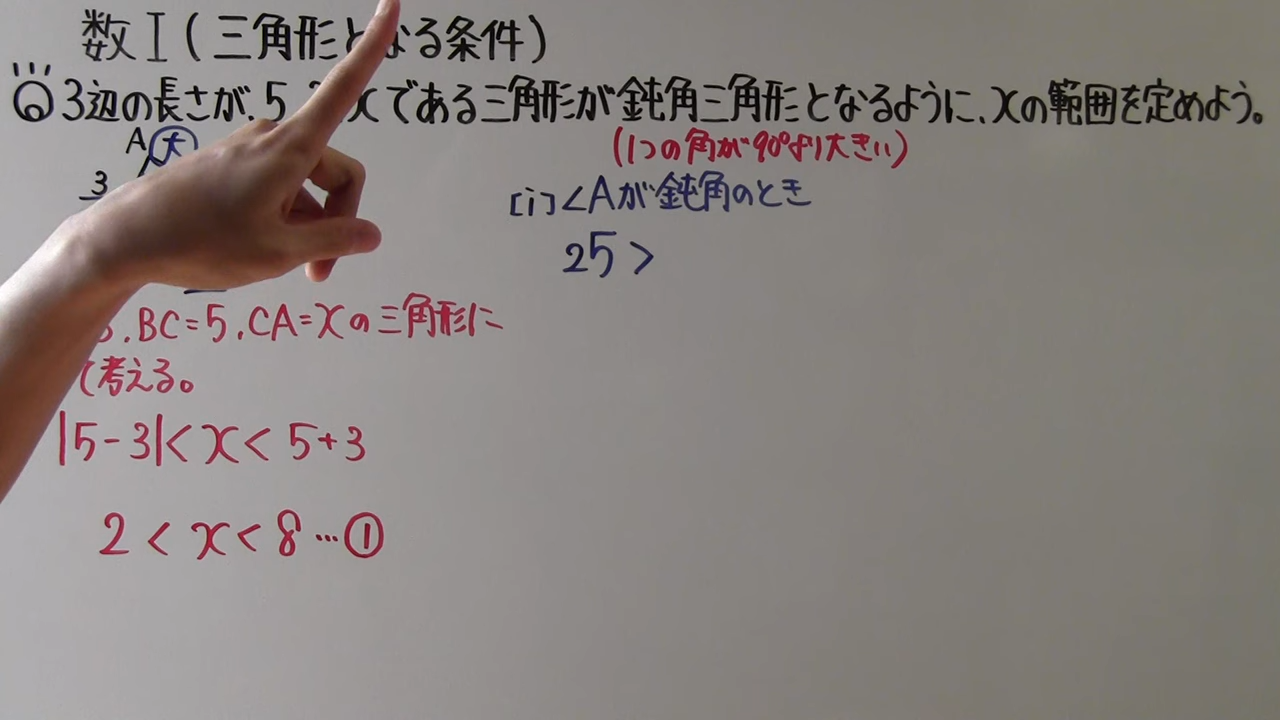 数Ⅰ(三角形となる条件)
3辺の長さが、5、 xである三角形が鈍角三角形となるように、xの範囲を定めよう。
(1つの角が90°より大きい)
A 大
3
[i]∠Aが鈍角のとき
25 >
.BC=5.CA=xの三角形に
て考える。
|5-3|< x < 5+3
2 < x < 8 …①